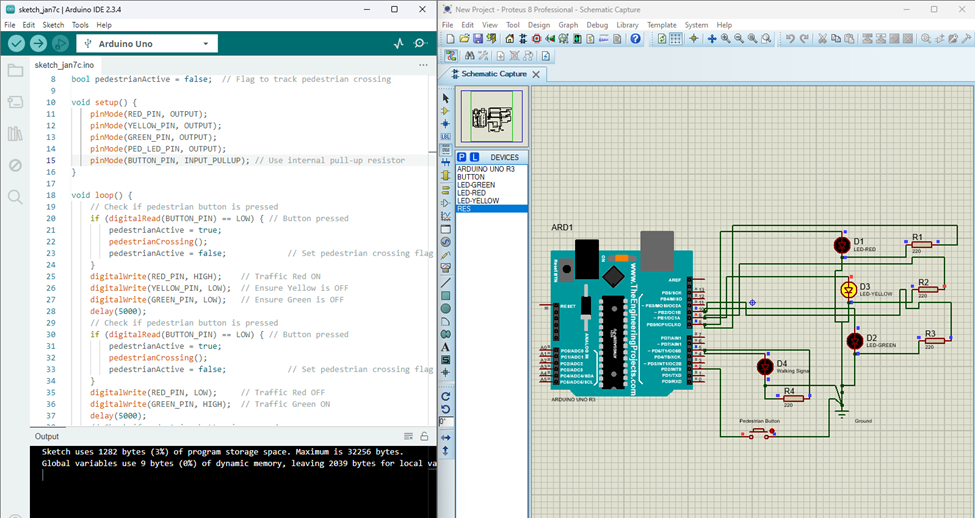 sketch_jan7c | Arduino IDE 2.3.4
File Edit Sketch Tools Help
Arduino Uno
sketch_jan7c.ino
8 bool pedestrianActive = false; // Flag to track pedestrian crossing
9
10 void setup() {
11 pinMode(RED_PIN, OUTPUT);
12 pinMode(YELLOW_PIN, OUTPUT);
13 pinMode(GREEN_PIN, OUTPUT);
14 pinMode(PED_LED_PIN, OUTPUT);
15 pinMode(BUTTON_PIN, INPUT_PULLUP); // Use internal pull-up resistor
16 }
17
18 void loop() {
19 // Check if pedestrian button is pressed
20 if (digitalRead(BUTTON_PIN) == LOW) { // Button pressed
21 pedestrianActive = true;
22 pedestrianCrossing();
23 pedestrianActive = false; // Set pedestrian crossing flag
24 }
25 digitalWrite(RED_PIN, HIGH); // Traffic Red ON
26 digitalWrite(YELLOW_PIN, LOW); // Ensure Yellow is OFF
27 digitalWrite(GREEN_PIN, LOW); // Ensure Green is OFF
28 delay(5000);
29 // Check if pedestrian button is pressed
30 if (digitalRead(BUTTON_PIN) == LOW) { // Button pressed
31 pedestrianActive = true;
32 pedestrianCrossing();
33 pedestrianActive = false; // Set pedestrian crossing flag
34 }
35 digitalWrite(RED_PIN, LOW); // Traffic Red OFF
36 digitalWrite(GREEN_PIN, HIGH); // Traffic Green ON
37 delay(5000);
Output
Sketch uses 1282 bytes (3%) of program storage space. Maximum is 32256 bytes.
Global variables use 9 bytes (0%) of dynamic memory, leaving 2039 bytes for local va
New Project - Proteus 8 Professional - Schematic Capture
File Edit View Tool Design Graph Debug Library Template System Help
Schematic Capture
P L DEVICES
ARDUINO UNO R3
BUTTON
LED-GREEN
LED-RED
LED-YELLOW
RES
0°
ARD1
Reset BTN
ON
www.TheEngineeringProjects.com
RESET
AREF
ANALOG
ARDUINO UNO R3
D1
LED-RED
R1
220
D3
LED-YELLOW
R2
220
D2
LED-GREEN
R3
220
D4
Walking Signal
R4
220
Pedestrian Button
Ground